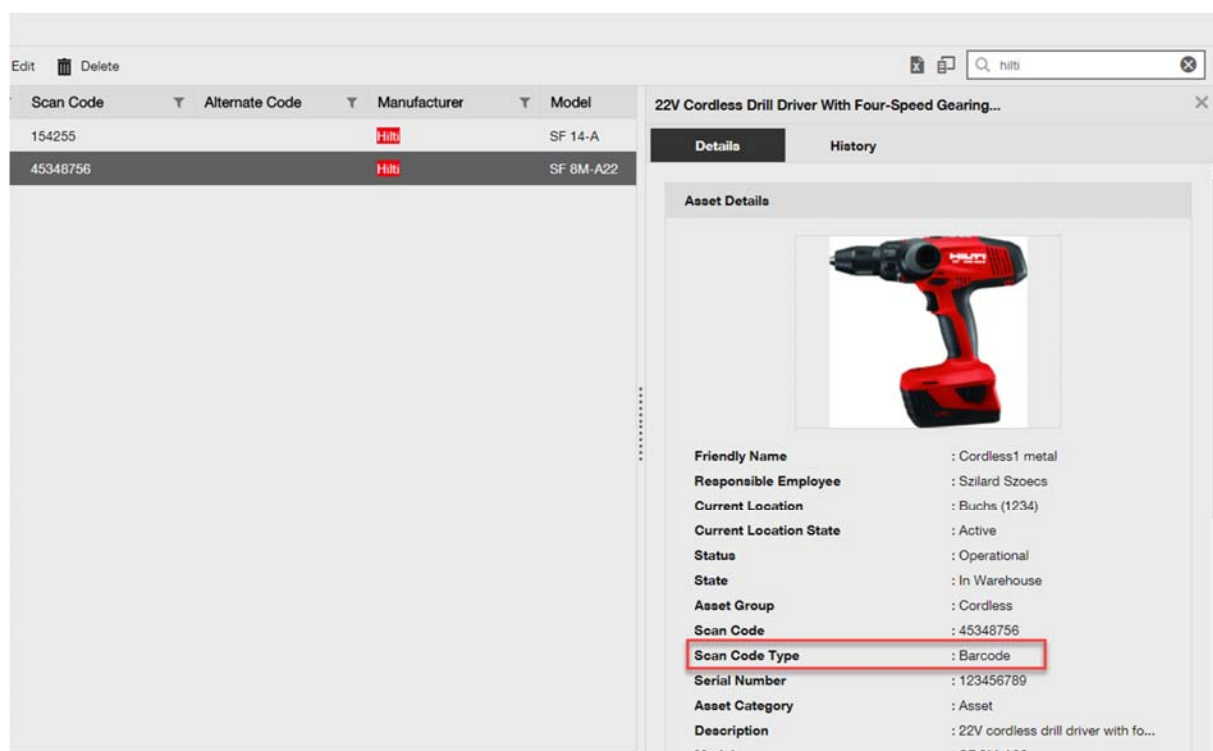 Edit Delete hilti
Scan Code Alternate Code Manufacturer Model
154255 Hilti SF 14-A
45348756 Hilti SF 8M-A22
22V Cordless Drill Driver With Four-Speed Gearing...
Details History
Asset Details
HILTI
Friendly Name : Cordless1 metal
Responsible Employee : Szilard Szoecs
Current Location : Buchs (1234)
Current Location State : Active
Status : Operational
State : In Warehouse
Asset Group : Cordless
Scan Code : 45348756
Scan Code Type : Barcode
Serial Number : 123456789
Asset Category : Asset
Description : 22V cordless drill driver with fo...